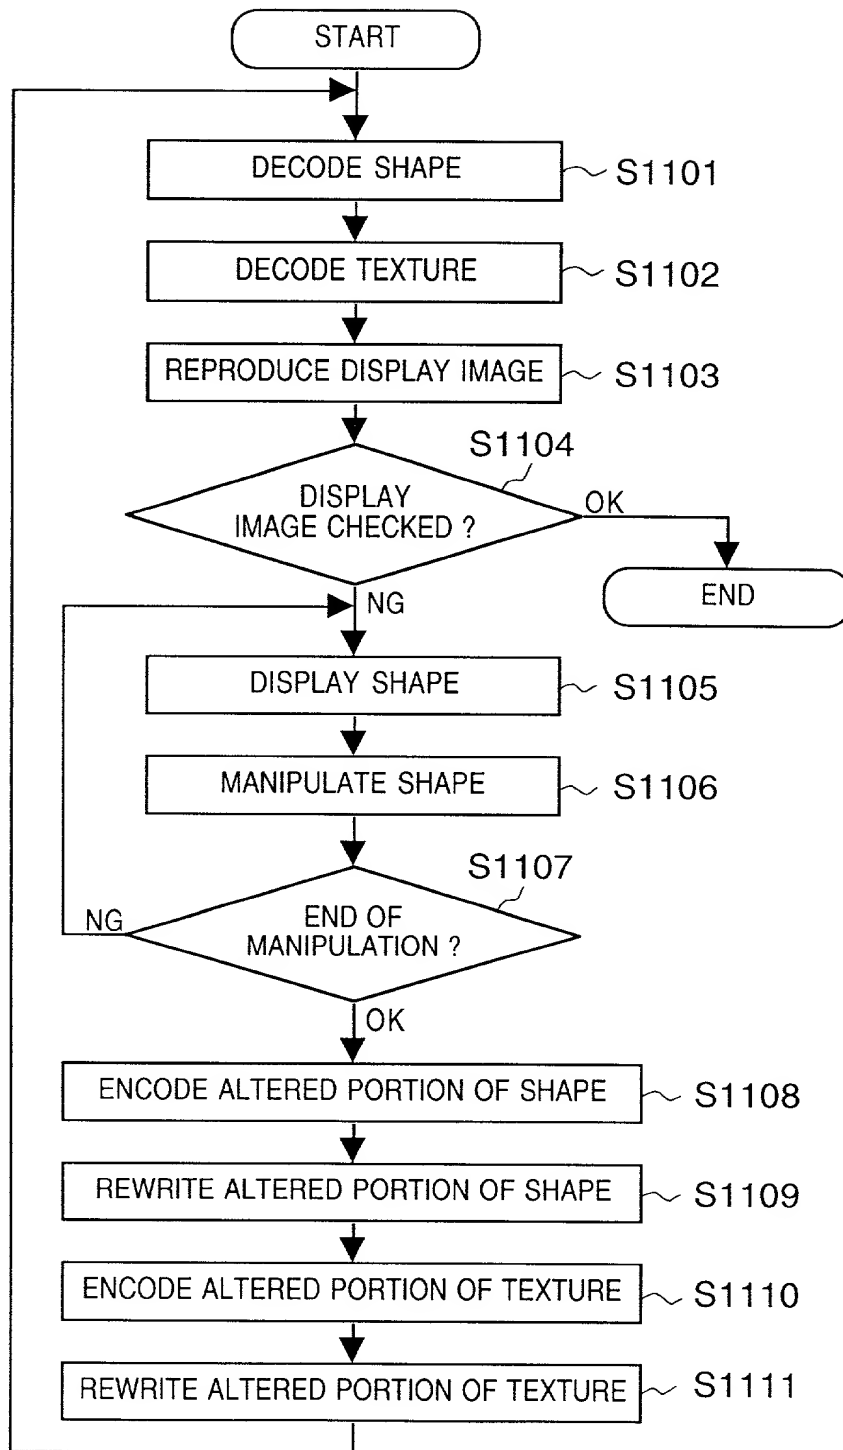 START
DECODE SHAPE
S1101
DECODE TEXTURE
S1102
REPRODUCE DISPLAY IMAGE
S1103
S1104
DISPLAY
IMAGE CHECKED ?
OK
END
NG
DISPLAY SHAPE
S1105
MANIPULATE SHAPE
S1106
S1107
NG
END OF
MANIPULATION ?
OK
ENCODE ALTERED PORTION OF SHAPE
S1108
REWRITE ALTERED PORTION OF SHAPE
S1109
ENCODE ALTERED PORTION OF TEXTURE
S1110
REWRITE ALTERED PORTION OF TEXTURE
S1111